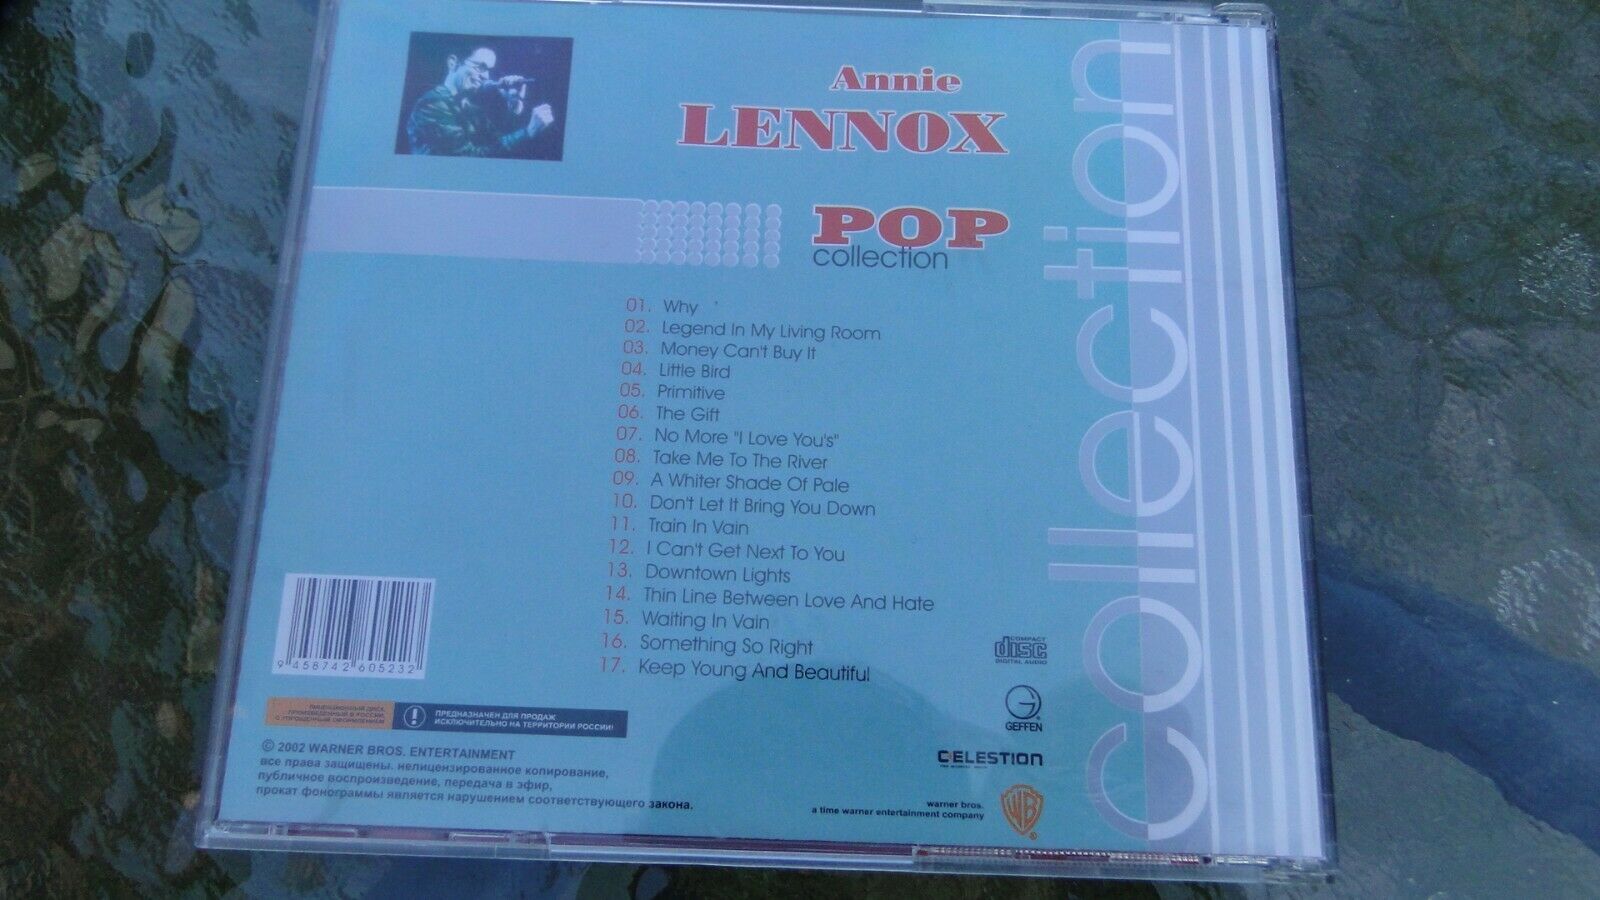 Annie
LENNOX
POP
collection
collection
01. Why
02. Legend In My Living Room
03. Money Can't Buy It
04. Little Bird
05. Primitive
06. The Gift
07. No More "I Love You's"
08. Take Me To The River
09. A Whiter Shade Of Pale
10. Don't Let It Bring You Down
11. Train In Vain
12. I Can't Get Next To You
13. Downtown Lights
14. Thin Line Between Love And Hate
15. Waiting In Vain
16. Something So Right
17. Keep Young And Beautiful
9 458742 605232
ЛИЦЕНЗИОННЫЙ ДИСК,
ПРОИЗВЕДЕННЫЙ В РОССИИ,
С УПРОЩЕННЫМ ОФОРМЛЕНИЕМ
! ПРЕДНАЗНАЧЕН ДЛЯ ПРОДАЖ
ИСКЛЮЧИТЕЛЬНО НА ТЕРРИТОРИИ РОССИИ!
© 2002 WARNER BROS. ENTERTAINMENT
все права защищены. нелицензированное копирование,
публичное воспроизведение, передача в эфир,
прокат фонограммы является нарушением соответствующего закона.
COMPACT
disc
DIGITAL AUDIO
GEFFEN
CELESTION
warner bros.
a time warner entertainment company
WB